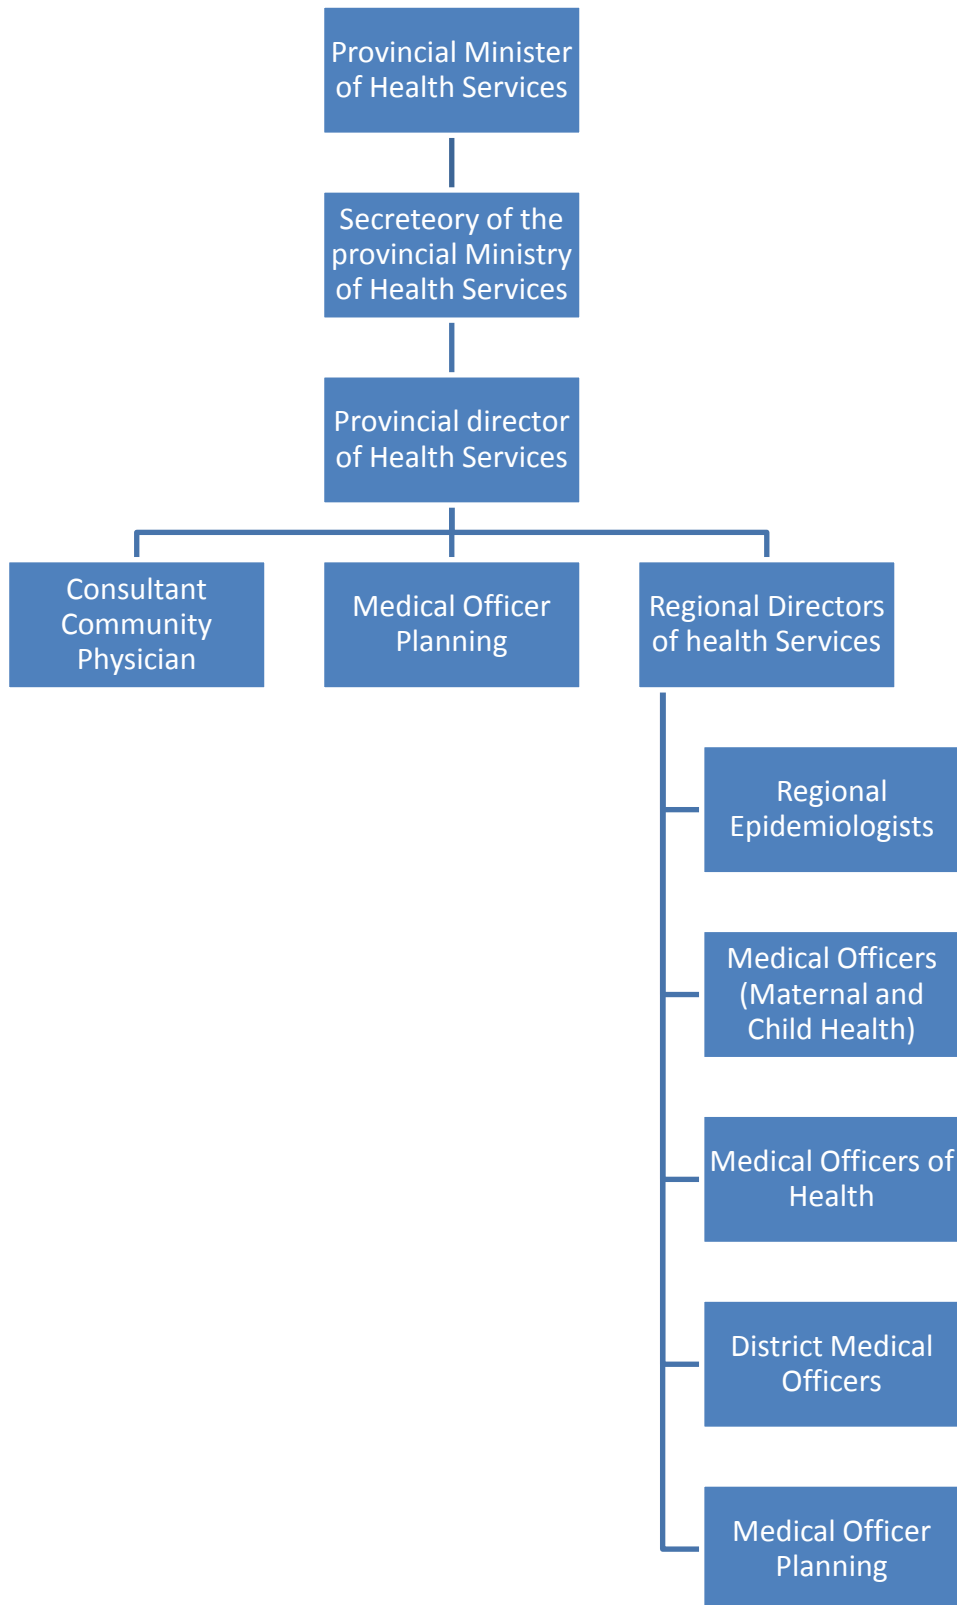 Provincial Minister
of Health Services
Secreteory of the
provincial Ministry
of Health Services
Provincial director
of Health Services
Consultant
Community
Physician
Medical Officer
Planning
Regional Directors
of health Services
Regional
Epidemiologists
Medical Officers
(Maternal and
Child Health)
Medical Officers of
Health
District Medical
Officers
Medical Officer
Planning